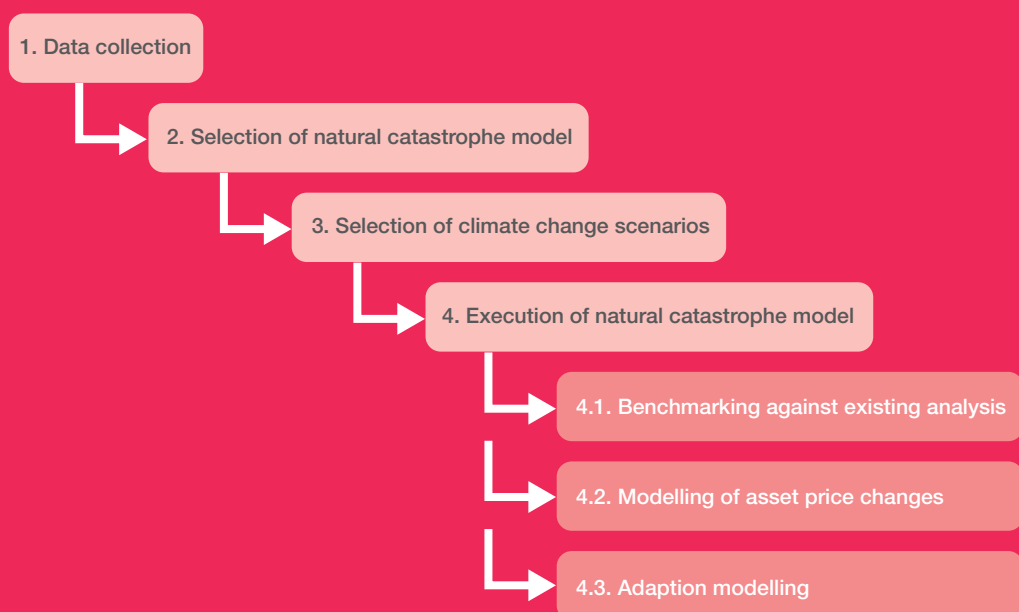 1. Data collection
2. Selection of natural catastrophe model
3. Selection of climate change scenarios
4. Execution of natural catastrophe model
4.1. Benchmarking against existing analysis
4.2. Modelling of asset price changes
4.3. Adaption modelling